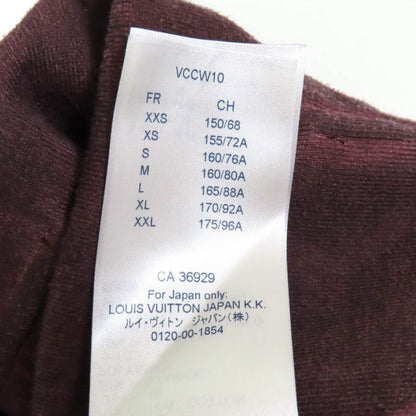 VCCW10
FR CH
XXS 150/68
XS 155/72A
S 160/76A
M 160/80A
L 165/88A
XL 170/92A
XXL 175/96A
CA 36929
For Japan only:
LOUIS VUITTON JAPAN K.K.
ルイ・ヴィトン ジャパン(株)
0120-00-1854